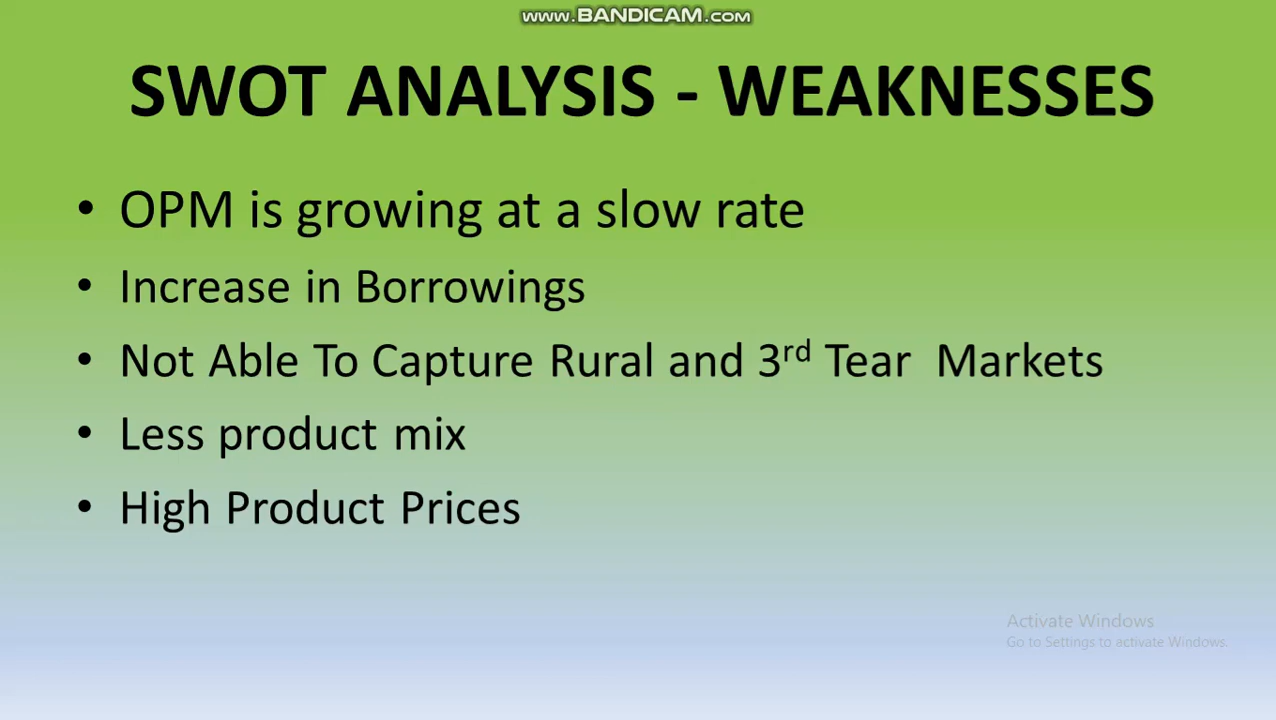 www.BANDICAM.com
SWOT ANALYSIS - WEAKNESSES
• OPM is growing at a slow rate
• Increase in Borrowings
• Not Able To Capture Rural and 3rd Tear Markets
• Less product mix
• High Product Prices
Activate Windows
Go to Settings to activate Windows.